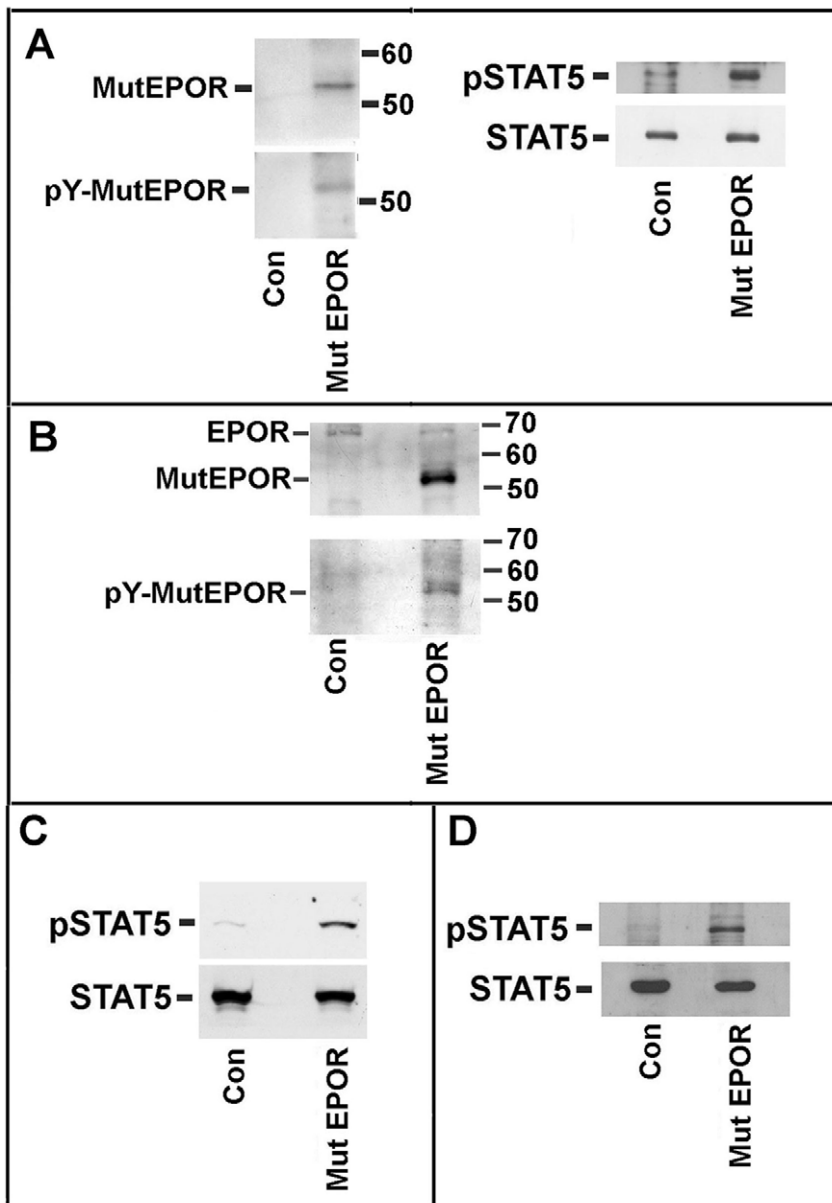 A
MutEPOR
60
50
pY-MutEPOR
50
Con
Mut EPOR
pSTAT5
STAT5
Con
Mut EPOR
B
EPOR
MutEPOR
70
60
50
pY-MutEPOR
70
60
50
Con
Mut EPOR
C
pSTAT5
STAT5
Con
Mut EPOR
D
pSTAT5
STAT5
Con
Mut EPOR